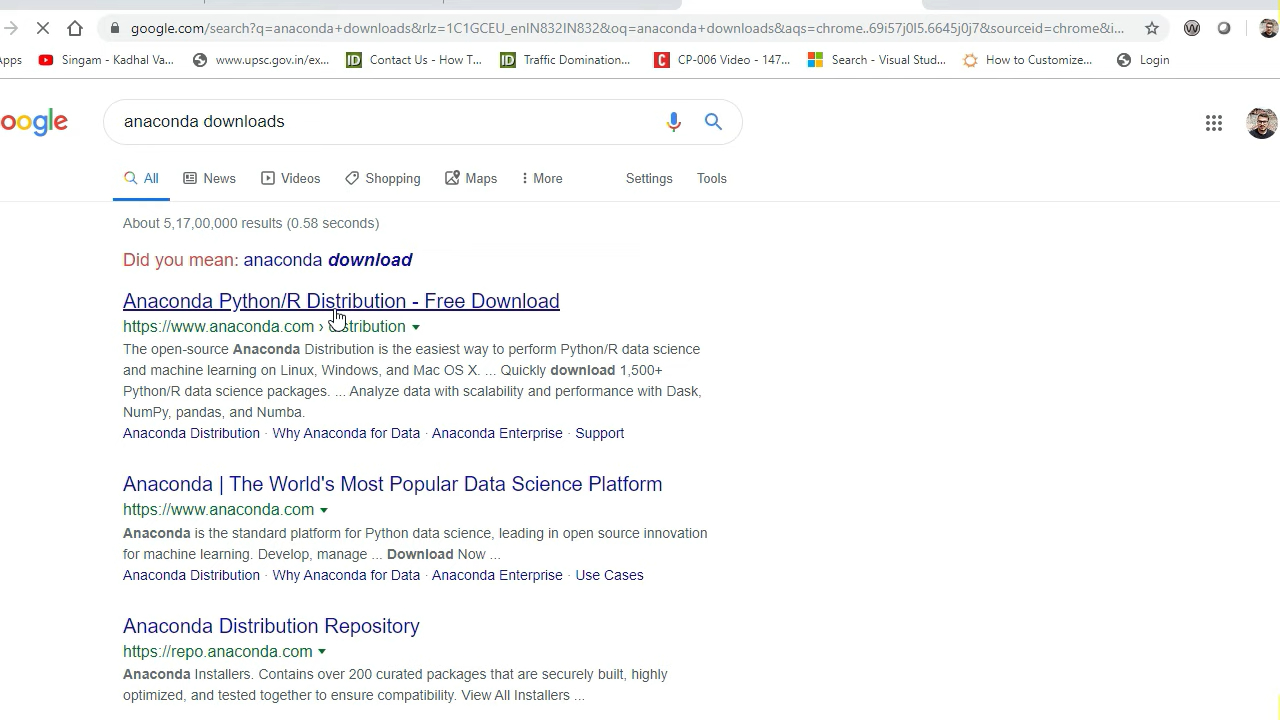 google.com/search?q=anaconda+downloads&rlz=1C1GCEU_enIN832IN832&oq=anaconda+downloads&aqs=chrome..69i57j0l5.6645j0j7&sourceid=chrome&i...
pps Singam - Kadhal Va... www.upsc.gov.in/ex... Contact Us - How T... Traffic Domination... CP-006 Video - 147... Search - Visual Stud... How to Customize... Login
oogle anaconda downloads
All News Videos Shopping Maps More Settings Tools
About 5,17,00,000 results (0.58 seconds)
Did you mean: anaconda download
Anaconda Python/R Distribution - Free Download
https://www.anaconda.com › distribution
The open-source Anaconda Distribution is the easiest way to perform Python/R data science
and machine learning on Linux, Windows, and Mac OS X. ... Quickly download 1,500+
Python/R data science packages. ... Analyze data with scalability and performance with Dask,
NumPy, pandas, and Numba.
Anaconda Distribution · Why Anaconda for Data · Anaconda Enterprise · Support
Anaconda | The World's Most Popular Data Science Platform
https://www.anaconda.com
Anaconda is the standard platform for Python data science, leading in open source innovation
for machine learning. Develop, manage ... Download Now ...
Anaconda Distribution · Why Anaconda for Data · Anaconda Enterprise · Use Cases
Anaconda Distribution Repository
https://repo.anaconda.com
Anaconda Installers. Contains over 200 curated packages that are securely built, highly
optimized, and tested together to ensure compatibility. View All Installers ...